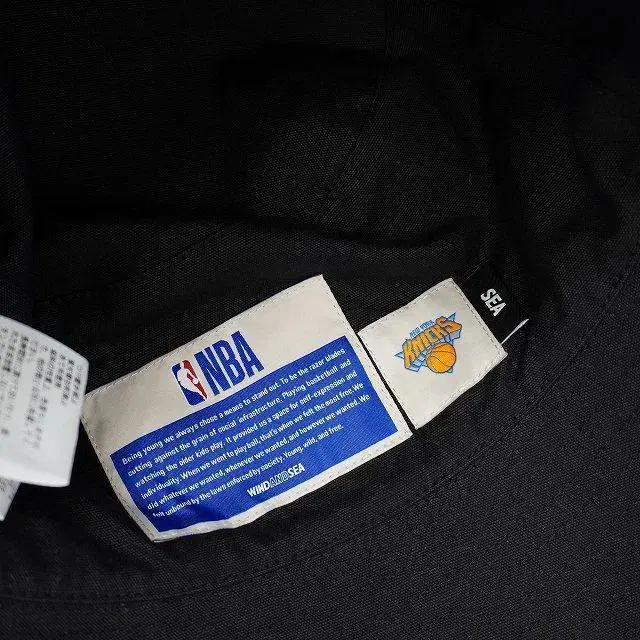 NBA
Being young we always chose a means to stand out. To be the razor blades
cutting against the grain of social infrastructure. Playing basketball and
watching the older kids play. It provided us a space for self-expression and
individuality. When we went to play ball, that's when we felt the most free. We
did whatever we wanted, whenever we wanted, and however we wanted. We
felt unbound by the laws enforced by society. Young, wild, and free.
WINDANDSEA
NEW YORK
KNICKS
SEA